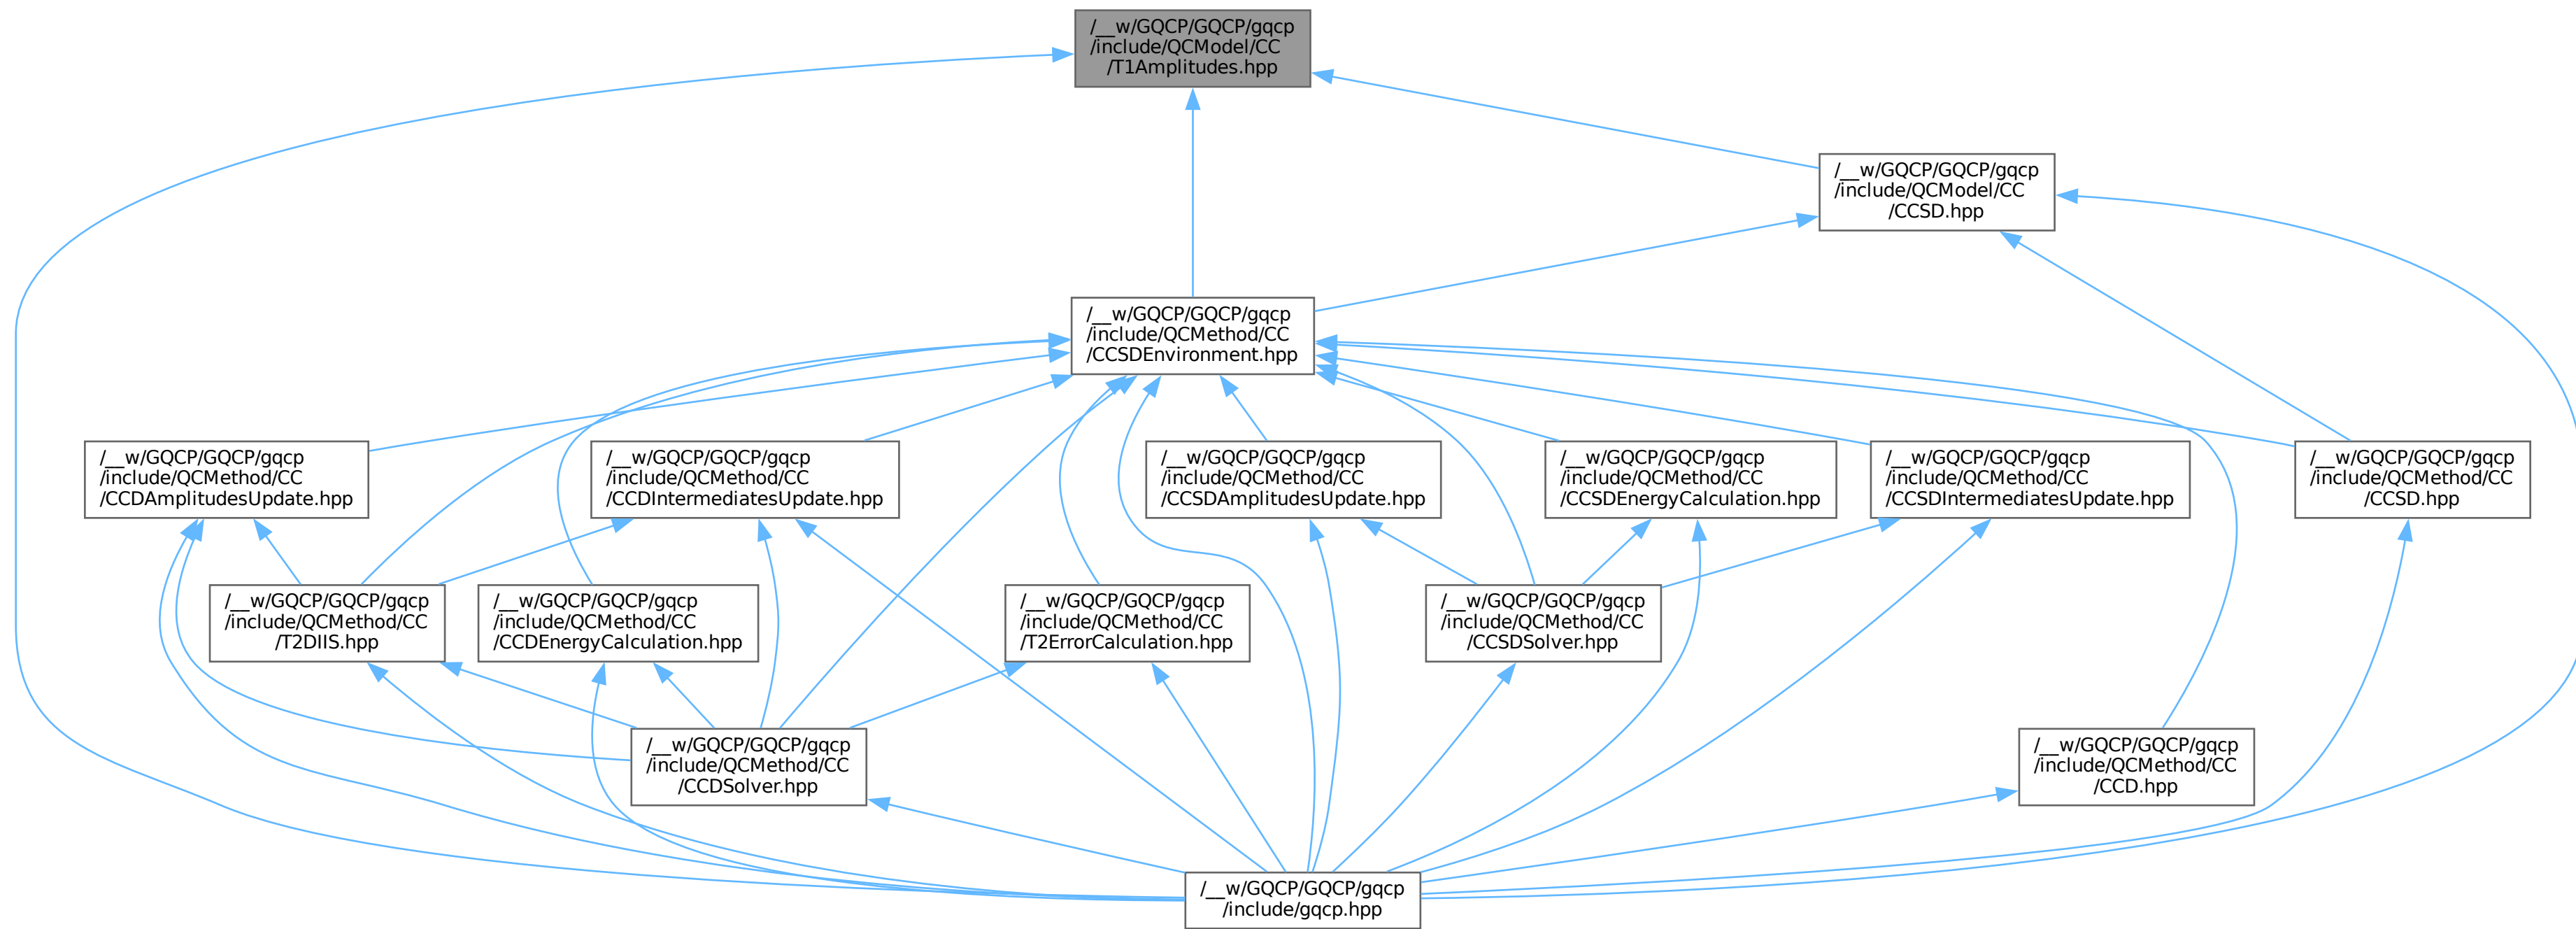 /__w/GQCP/GQCP/gqcp
/include/QCModel/CC
/T1Amplitudes.hpp
/__w/GQCP/GQCP/gqcp
/include/QCModel/CC
/CCSD.hpp
/__w/GQCP/GQCP/gqcp
/include/QCMethod/CC
/CCSDEnvironment.hpp
/__w/GQCP/GQCP/gqcp
/include/QCMethod/CC
/CCDAmplitudesUpdate.hpp
/__w/GQCP/GQCP/gqcp
/include/QCMethod/CC
/CCDIntermediatesUpdate.hpp
/__w/GQCP/GQCP/gqcp
/include/QCMethod/CC
/CCSDAmplitudesUpdate.hpp
/__w/GQCP/GQCP/gqcp
/include/QCMethod/CC
/CCSDEnergyCalculation.hpp
/__w/GQCP/GQCP/gqcp
/include/QCMethod/CC
/CCSDIntermediatesUpdate.hpp
/__w/GQCP/GQCP/gqcp
/include/QCMethod/CC
/CCSD.hpp
/__w/GQCP/GQCP/gqcp
/include/QCMethod/CC
/T2DIIS.hpp
/__w/GQCP/GQCP/gqcp
/include/QCMethod/CC
/CCDEnergyCalculation.hpp
/__w/GQCP/GQCP/gqcp
/include/QCMethod/CC
/T2ErrorCalculation.hpp
/__w/GQCP/GQCP/gqcp
/include/QCMethod/CC
/CCSDSolver.hpp
/__w/GQCP/GQCP/gqcp
/include/QCMethod/CC
/CCDSolver.hpp
/__w/GQCP/GQCP/gqcp
/include/QCMethod/CC
/CCD.hpp
/__w/GQCP/GQCP/gqcp
/include/gqcp.hpp